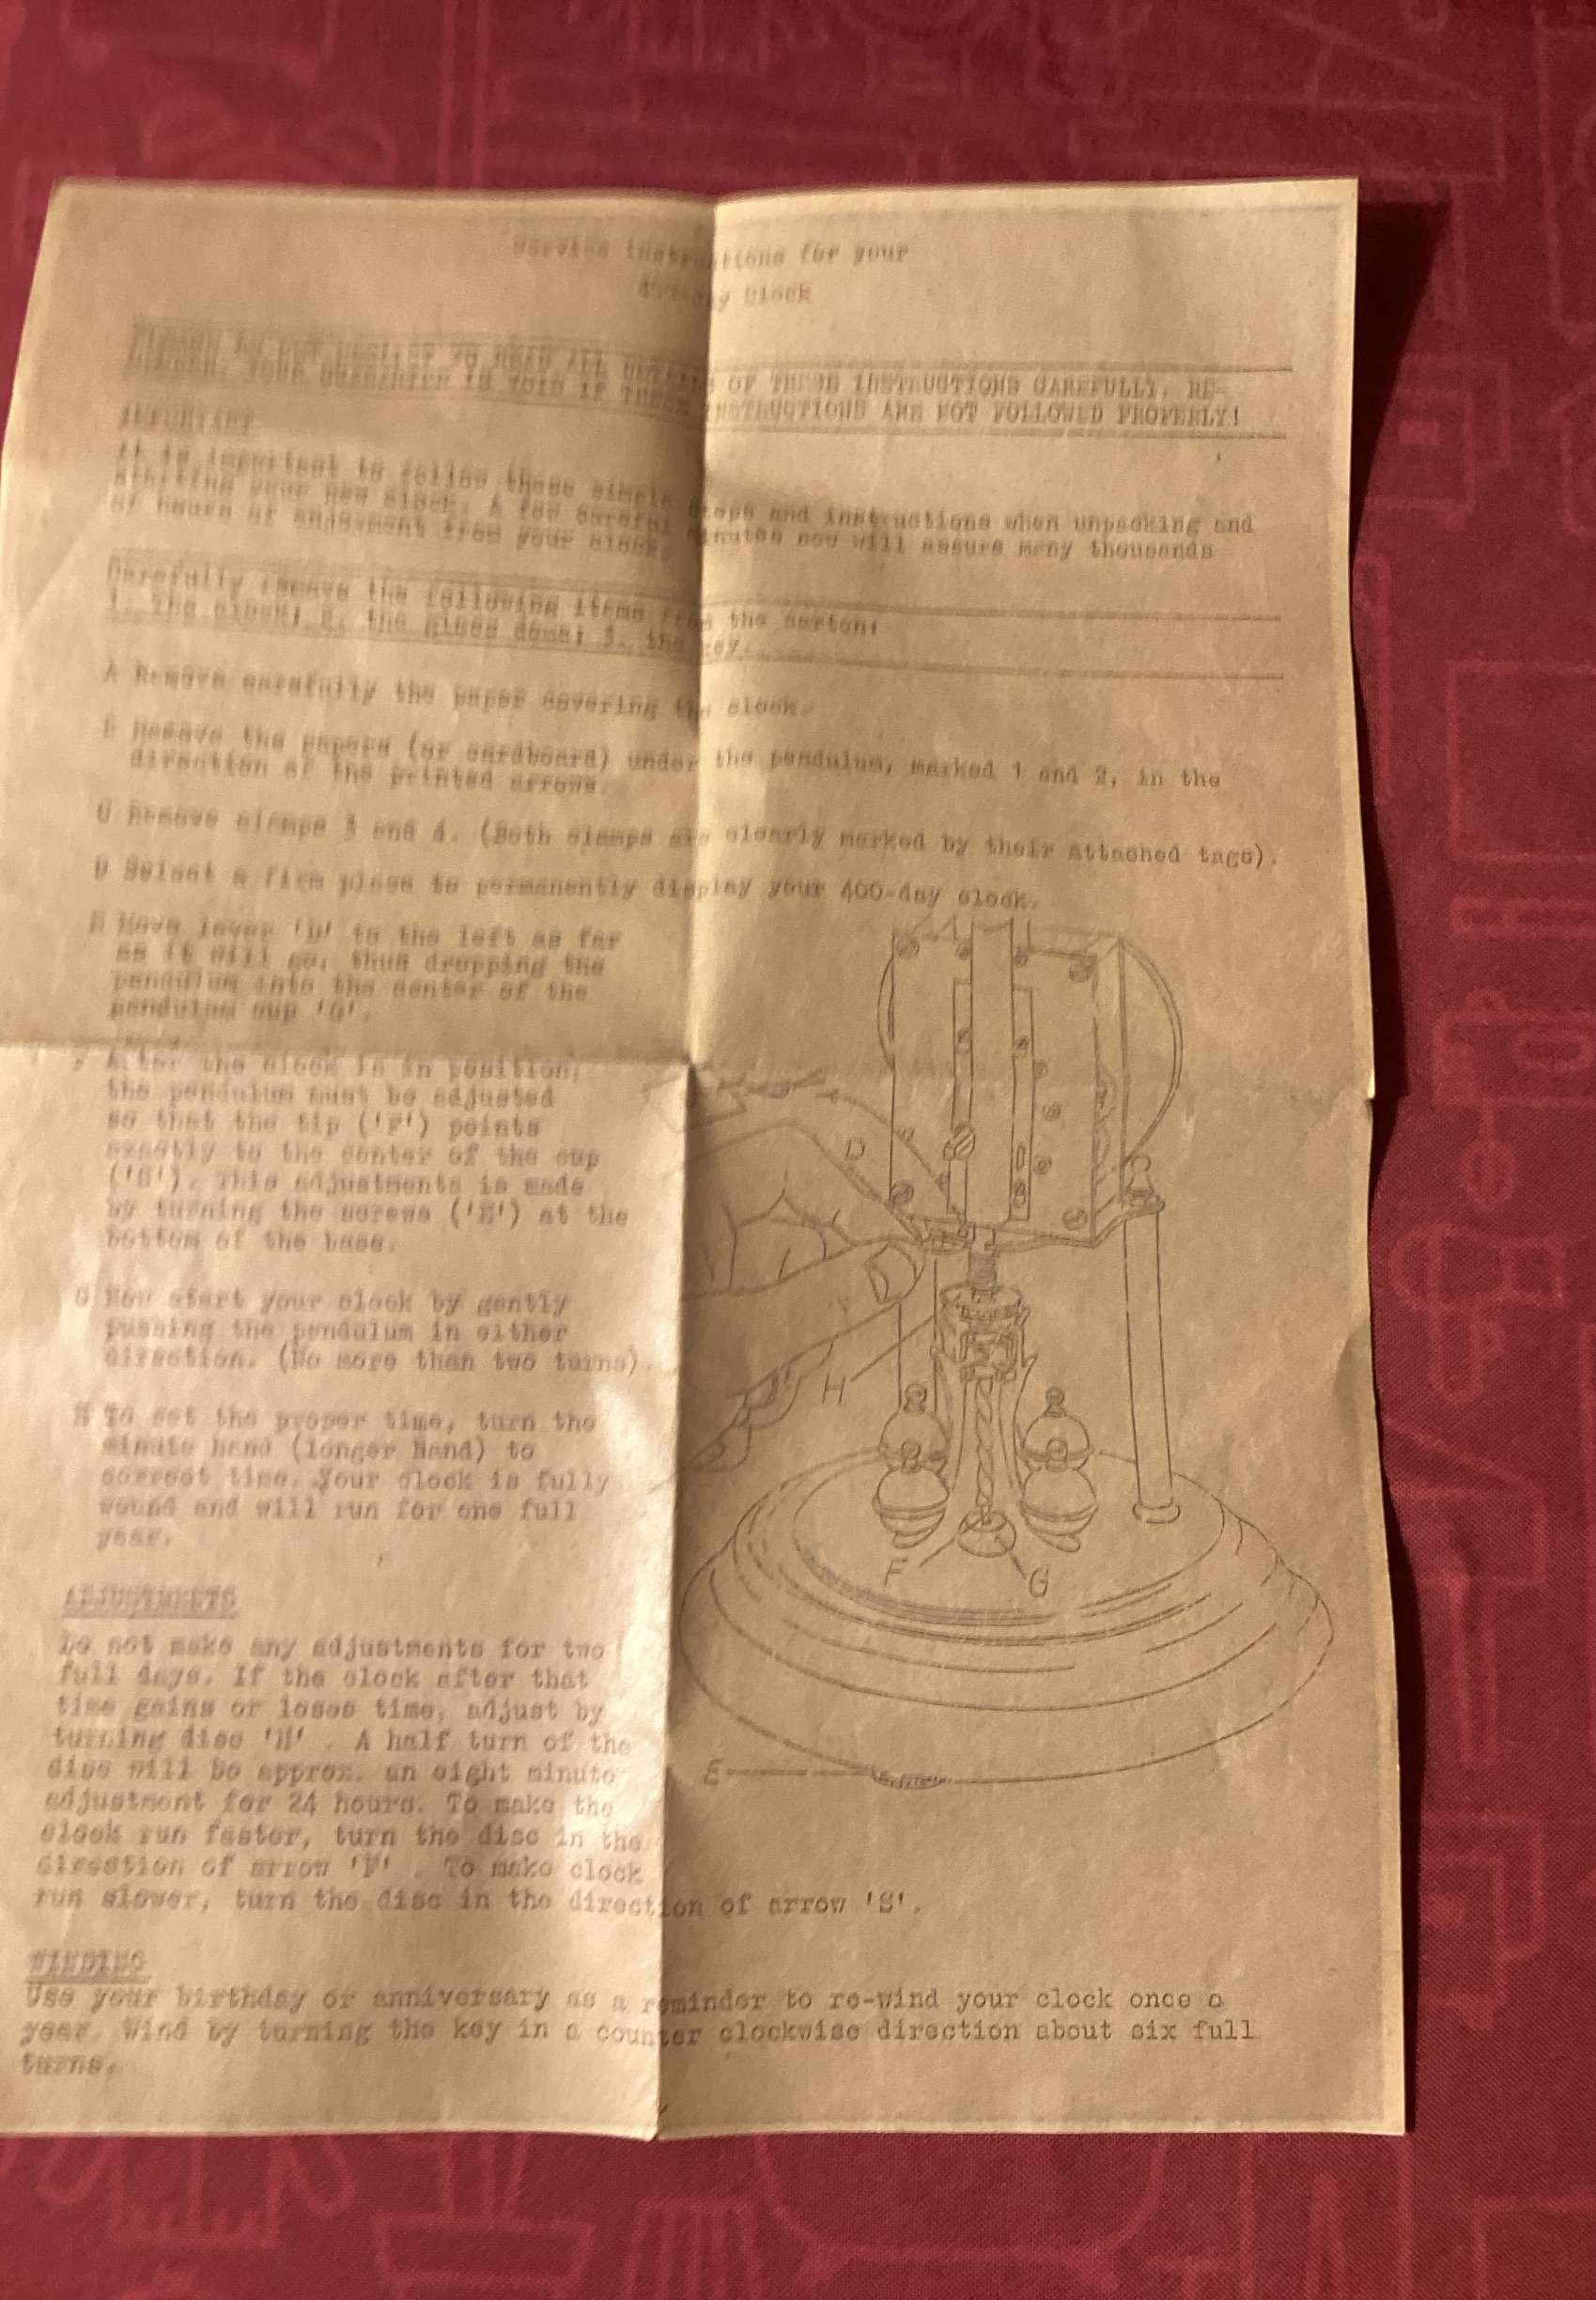 Service instructions for your
400-day Clock
PLEASE DO NOT NEGLECT TO READ ALL DETAILS OF THESE INSTRUCTIONS CAREFULLY, RE-
MEMBER, YOUR GUARANTEE IS VOID IF THESE INSTRUCTIONS ARE NOT FOLLOWED PROPERLY!
IMPORTANT
It is important to follow these simple steps and instructions when unpacking and
starting your new clock. A few careful minutes now will assure many thousands
of hours of enjoyment from your clock.
Carefully remove the following items from the carton:
1. The clock; 2. the glass dome; 3. the key.
A Remove carefully the paper covering the clock.
B Remove the papers (or cardboard) under the pendulum, marked 1 and 2, in the
direction of the printed arrows.
C Remove clamps 3 and 4. (Both clamps are clearly marked by their attached tags).
D Select a firm place to permanently display your 400-day clock.
E Move lever 'D' to the left as far
as it will go, thus dropping the
pendulum into the center of the
pendulum cup 'G'.
F After the clock is in position,
the pendulum must be adjusted
so that the tip ('F') points
exactly to the center of the cup
('G'). This adjustments is made
by turning the screws ('E') at the
bottom of the base.
G Now start your clock by gently
pushing the pendulum in either
direction. (No more than two turns).
H To set the proper time, turn the
minute hand (longer Hand) to
correct time. Your clock is fully
wound and will run for one full
year.
D
H
F
G
E
ADJUSTMENTS
Do not make any adjustments for two
full days. If the clock after that
time gains or loses time, adjust by
turning disc 'H' . A half turn of the
disc will be approx. an eight minute
adjustment for 24 hours. To make the
clock run faster, turn the disc in the
direction of arrow 'F' . To make clock
run slower, turn the disc in the direction of arrow 'S'.
WINDING
Use your birthday or anniversary as a reminder to re-wind your clock once a
year. Wind by turning the key in a counter clockwise direction about six full
turns.